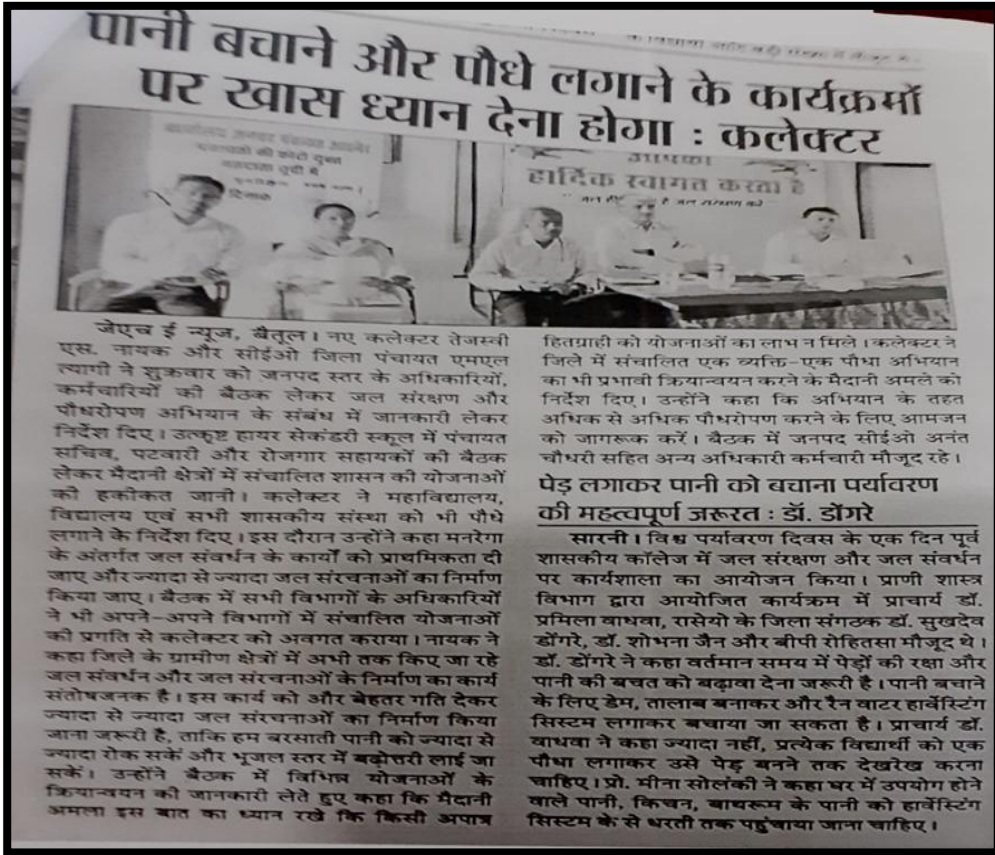 पानी बचाने और पौधे लगाने के कार्यक्रमों
पर खास ध्यान देना होगा : कलेक्टर
कार्यालय जनपद पंचायत
की फोटो युक्त
दिनांक
आपका
हार्दिक स्वागत करता है
जेएच ई न्यूज, बैतूल। नए कलेक्टर तेजस्वी
एस. नायक और सीईओ जिला पंचायत एमएल
त्यागी ने शुक्रवार को जनपद स्तर के अधिकारियों,
कर्मचारियों की बैठक लेकर जल संरक्षण और
पौधरोपण अभियान के संबंध में जानकारी लेकर
निर्देश दिए। उत्कृष्ट हायर सेकंडरी स्कूल में पंचायत
सचिव, पटवारी और रोजगार सहायकों की बैठक
लेकर मैदानी क्षेत्रों में संचालित शासन की योजनाओं
की हकीकत जानी। कलेक्टर ने महाविद्यालय,
विद्यालय एवं सभी शासकीय संस्था को भी पौधे
लगाने के निर्देश दिए। इस दौरान उन्होंने कहा मनरेगा
के अंतर्गत जल संवर्धन के कार्यों को प्राथमिकता दी
जाए और ज्यादा से ज्यादा जल संरचनाओं का निर्माण
किया जाए। बैठक में सभी विभागों के अधिकारियों
ने भी अपने-अपने विभागों में संचालित योजनाओं
की प्रगति से कलेक्टर को अवगत कराया। नायक ने
कहा जिले के ग्रामीण क्षेत्रों में अभी तक किए जा रहे
जल संवर्धन और जल संरचनाओं के निर्माण का कार्य
संतोषजनक है। इस कार्य को और बेहतर गति देकर
ज्यादा से ज्यादा जल संरचनाओं का निर्माण किया
जाना जरूरी है, ताकि हम बरसाती पानी को ज्यादा से
ज्यादा रोक सकें और भूजल स्तर में बढ़ोत्तरी लाई जा
सकें। उन्होंने बैठक में विभिन्न योजनाओं के
क्रियान्वयन की जानकारी लेते हुए कहा कि मैदानी
अमला इस बात का ध्यान रखे कि किसी अपात्र
हितग्राही को योजनाओं का लाभ न मिले। कलेक्टर ने
जिले में संचालित एक व्यक्ति-एक पौधा अभियान
का भी प्रभावी क्रियान्वयन करने के मैदानी अमले को
निर्देश दिए। उन्होंने कहा कि अभियान के तहत
अधिक से अधिक पौधरोपण करने के लिए आमजन
को जागरूक करें। बैठक में जनपद सीईओ अनंत
चौधरी सहित अन्य अधिकारी कर्मचारी मौजूद रहे।
पेड़ लगाकर पानी को बचाना पर्यावरण
की महत्वपूर्ण जरूरत : डॉ. डोंगरे
सारनी। विश्व पर्यावरण दिवस के एक दिन पूर्व
शासकीय कॉलेज में जल संरक्षण और जल संवर्धन
पर कार्यशाला का आयोजन किया। प्राणी शास्त्र
विभाग द्वारा आयोजित कार्यक्रम में प्राचार्य डॉ.
प्रमिला वाधवा, रासेयो के जिला संगठक डॉ. सुखदेव
डोंगरे, डॉ. शोभना जैन और बीपी रोहितसा मौजूद थे।
डॉ. डोंगरे ने कहा वर्तमान समय में पेड़ों की रक्षा और
पानी की बचत को बढ़ावा देना जरूरी है। पानी बचाने
के लिए डेम, तालाब बनाकर और रैन वाटर हार्वेस्टिंग
सिस्टम लगाकर बचाया जा सकता है। प्राचार्य डॉ.
वाधवा ने कहा ज्यादा नहीं, प्रत्येक विद्यार्थी को एक
पौधा लगाकर उसे पेड़ बनने तक देखरेख करना
चाहिए। प्रो. मीना सोलंकी ने कहा घर में उपयोग होने
वाले पानी, किचन, बाथरूम के पानी को हार्वेस्टिंग
सिस्टम के से धरती तक पहुंचाया जाना चाहिए।